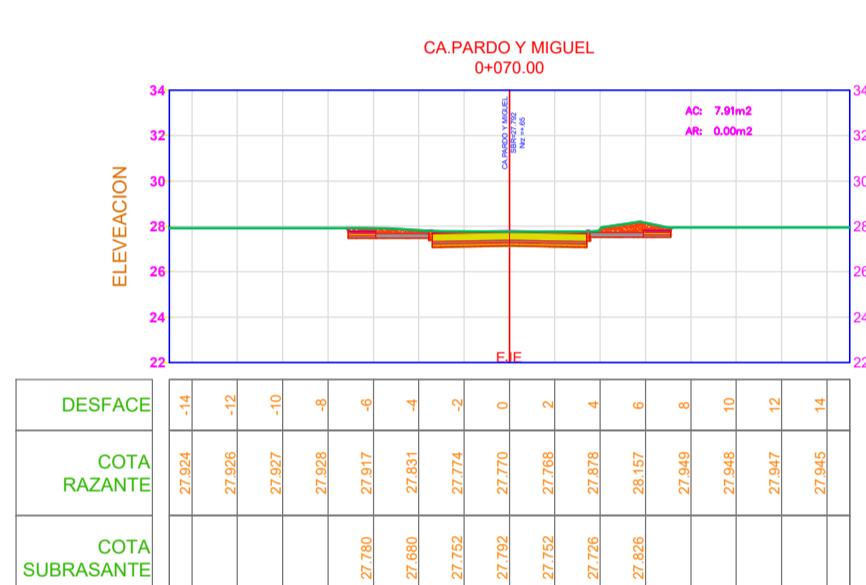 CA.PARDO Y MIGUEL
0+070.00
34
34
AC: 7.91m2
AR: 0.00m2
CA.PARDO Y MIGUEL
SBR=27.792
32
32
30
30
28
28
26
26
24
24
22
22
ELEVEACION
EJE
DESFACE -14 -12 -10 -8 -6 -4 -2 0 2 4 6 8 10 12 14
COTA
RAZANTE 27.924 27.926 27.927 27.928 27.917 27.831 27.774 27.770 27.768 27.878 28.157 27.949 27.948 27.947 27.945
COTA
SUBRASANTE 27.780 27.680 27.752 27.792 27.752 27.726 27.826